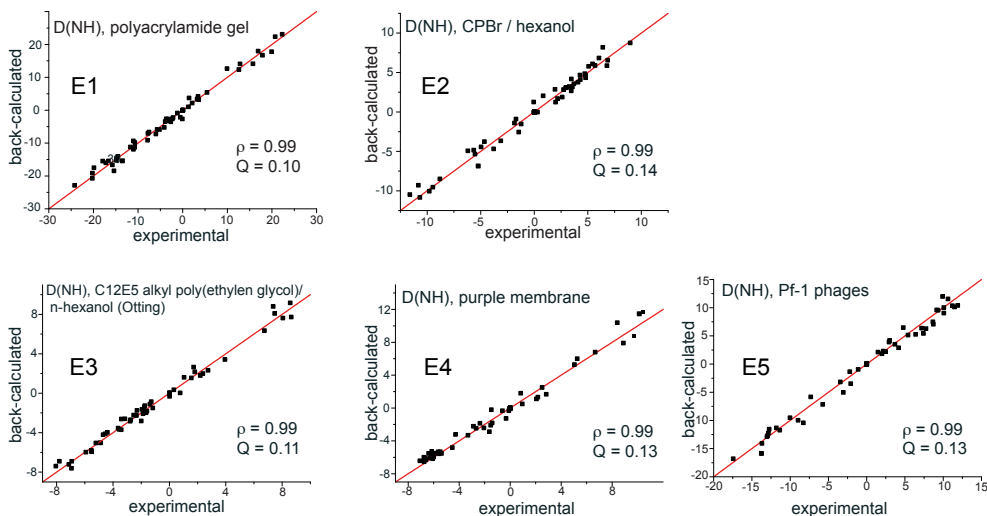 D(NH), polyacrylamide gel
E1
ρ = 0.99
Q = 0.10
back-calculated
20
10
0
-10
-20
-30
-30 -20 -10 0 10 20 30
experimental
D(NH), CPBr / hexanol
E2
ρ = 0.99
Q = 0.14
back-calculated
10
5
0
-5
-10
-10 -5 0 5 10
experimental
D(NH), C12E5 alkyl poly(ethylen glycol)/
n-hexanol (Otting)
E3
ρ = 0.99
Q = 0.11
back-calculated
8
4
0
-4
-8
-8 -4 0 4 8
experimental
D(NH), purple membrane
E4
ρ = 0.99
Q = 0.13
back-calculated
12
8
4
0
-4
-8
-8 -4 0 4 8
experimental
D(NH), Pf-1 phages
E5
ρ = 0.99
Q = 0.13
back-calculated
15
10
5
0
-5
-10
-15
-20
-20 -15 -10 -5 0 5 10 15
experimental